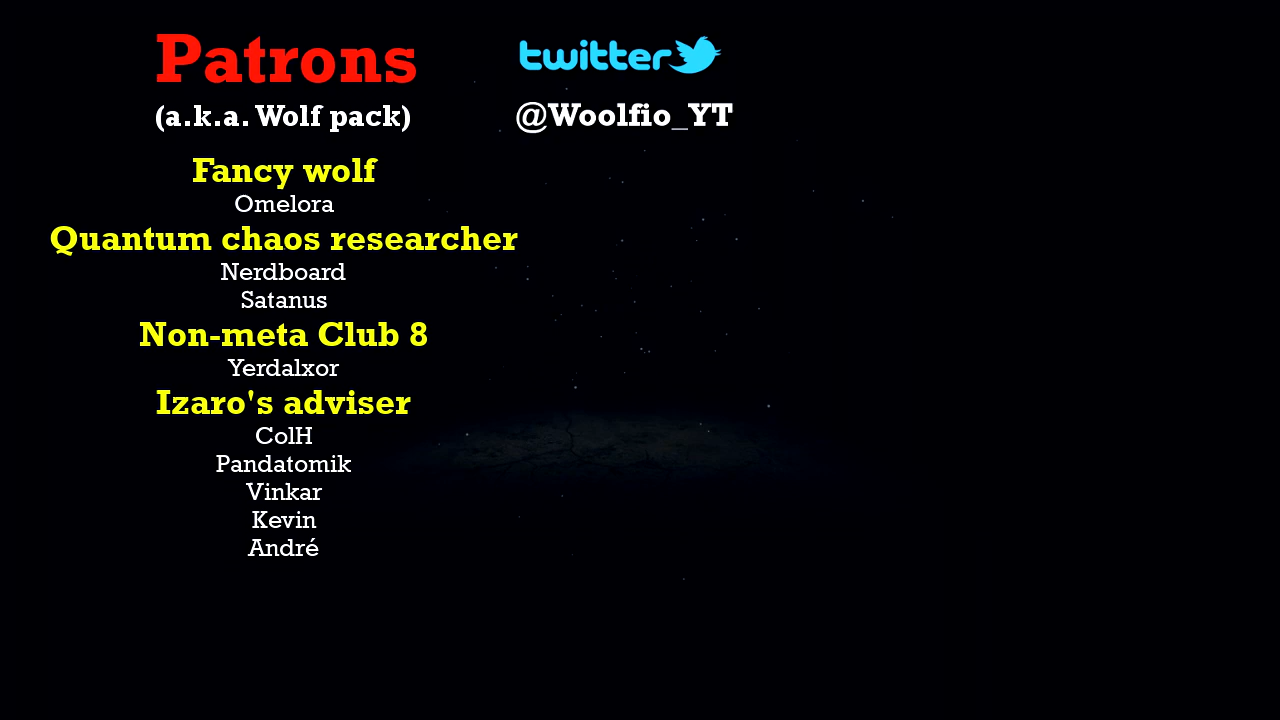 Patrons
(a.k.a. Wolf pack)
Fancy wolf
Omelora
Quantum chaos researcher
Nerdboard
Satanus
Non-meta Club 8
Yerdalxor
Izaro's adviser
ColH
Pandatomik
Vinkar
Kevin
André
twitter
@Woolfio_YT